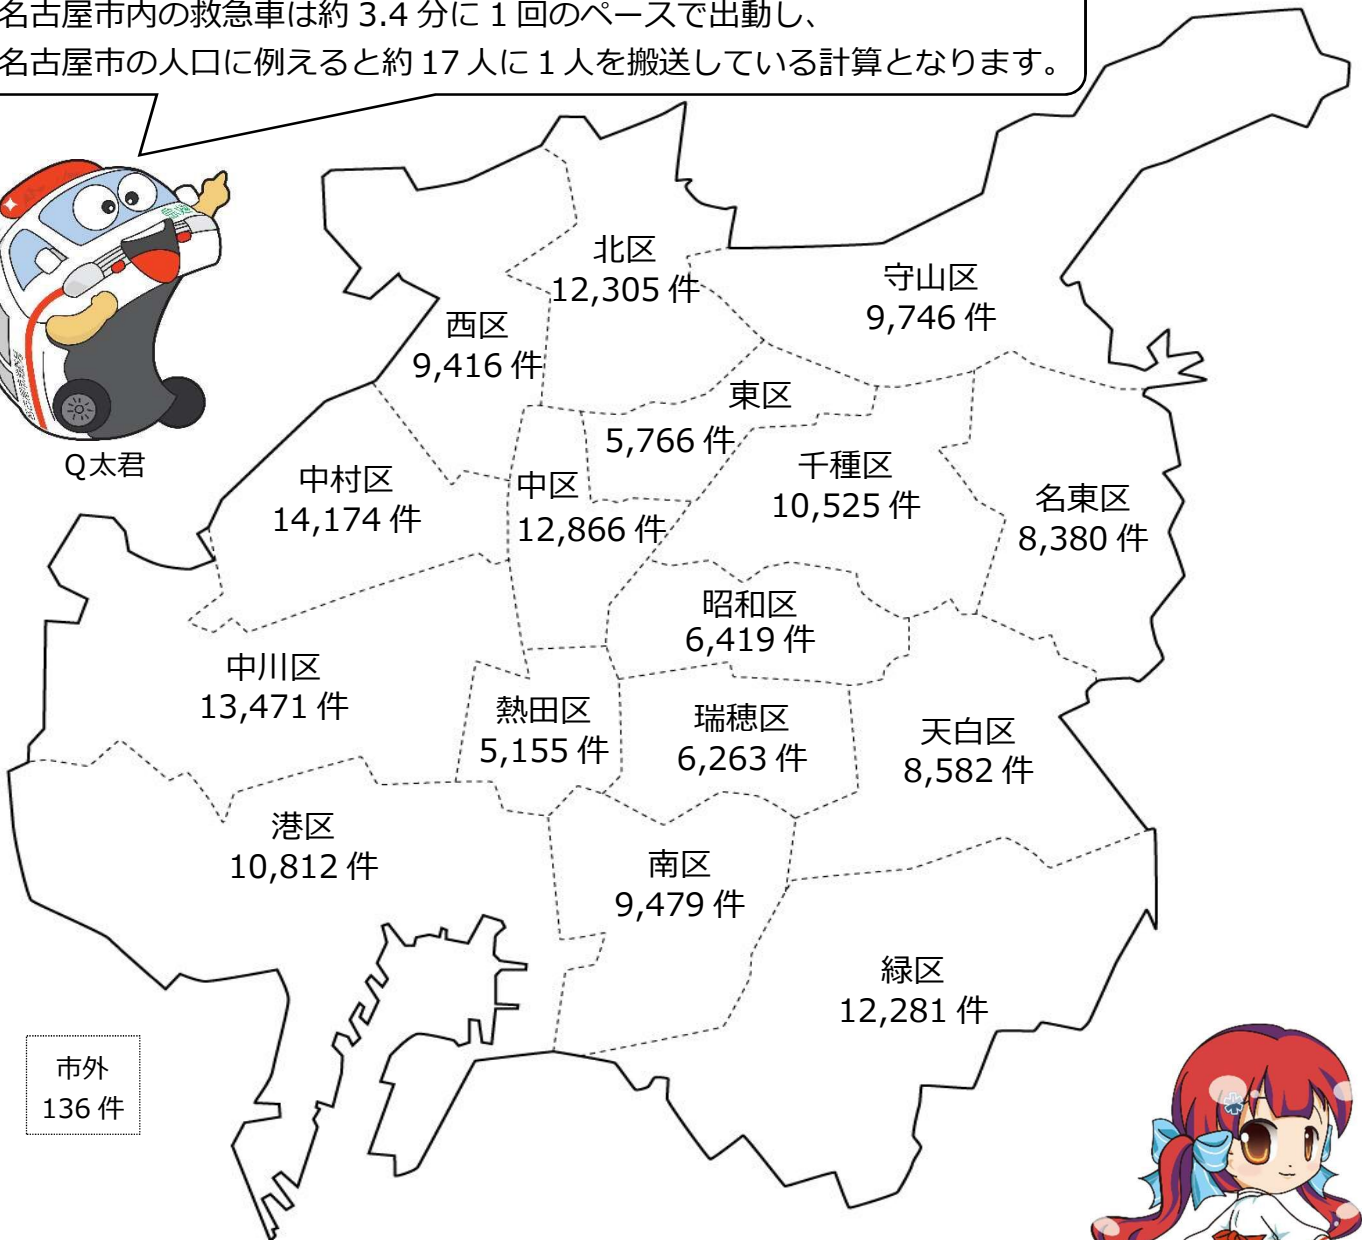 名古屋市内の救急車は約 3.4 分に 1 回のペースで出動し、
名古屋市の人口に例えると約 17 人に 1 人を搬送している計算となります。
Q太君
北区
12,305 件
守山区
9,746 件
西区
9,416 件
東区
5,766 件
中村区
14,174 件
中区
12,866 件
千種区
10,525 件
名東区
8,380 件
昭和区
6,419 件
中川区
13,471 件
熱田区
5,155 件
瑞穂区
6,263 件
天白区
8,582 件
港区
10,812 件
南区
9,479 件
緑区
12,281 件
市外
136 件